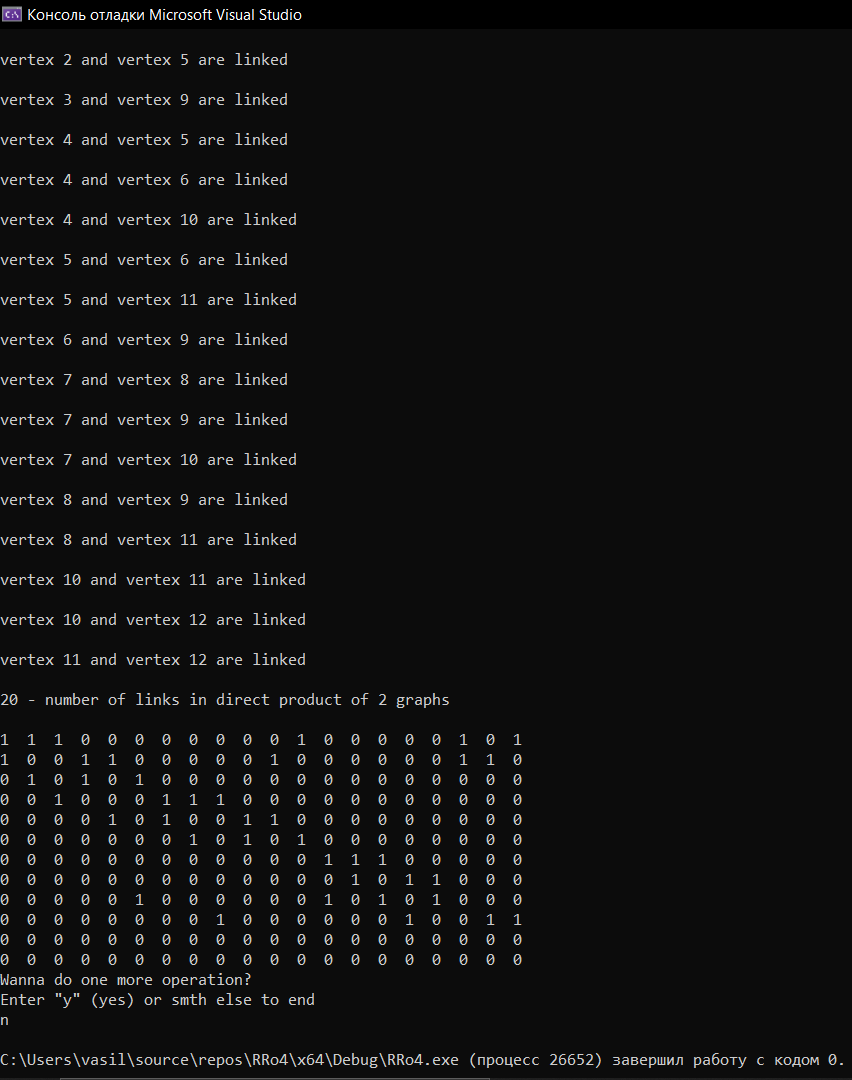 Консоль отладки Microsoft Visual Studio
vertex 2 and vertex 5 are linked
vertex 3 and vertex 9 are linked
vertex 4 and vertex 5 are linked
vertex 4 and vertex 6 are linked
vertex 4 and vertex 10 are linked
vertex 5 and vertex 6 are linked
vertex 5 and vertex 11 are linked
vertex 6 and vertex 9 are linked
vertex 7 and vertex 8 are linked
vertex 7 and vertex 9 are linked
vertex 7 and vertex 10 are linked
vertex 8 and vertex 9 are linked
vertex 8 and vertex 11 are linked
vertex 10 and vertex 11 are linked
vertex 10 and vertex 12 are linked
vertex 11 and vertex 12 are linked
20 - number of links in direct product of 2 graphs
1 1 1 0 0 0 0 0 0 0 0 1 0 0 0 0 0 1 0 1
1 0 0 1 1 0 0 0 0 0 1 0 0 0 0 0 0 1 1 0
0 1 0 1 0 1 0 0 0 0 0 0 0 0 0 0 0 0 0 0
0 0 1 0 0 0 1 1 1 0 0 0 0 0 0 0 0 0 0 0
0 0 0 0 1 0 1 0 0 1 1 0 0 0 0 0 0 0 0 0
0 0 0 0 0 0 0 1 0 1 0 1 0 0 0 0 0 0 0 0
0 0 0 0 0 0 0 0 0 0 0 0 1 1 1 0 0 0 0 0
0 0 0 0 0 0 0 0 0 0 0 0 0 1 0 1 1 0 0 0
0 0 0 0 0 1 0 0 0 0 0 0 1 0 1 0 1 0 0 0
0 0 0 0 0 0 0 0 1 0 0 0 0 0 0 1 0 0 1 1
0 0 0 0 0 0 0 0 0 0 0 0 0 0 0 0 0 0 0 0
0 0 0 0 0 0 0 0 0 0 0 0 0 0 0 0 0 0 0 0
Wanna do one more operation?
Enter "y" (yes) or smth else to end
n
C:\Users\vasil\source\repos\RRo4\x64\Debug\RRo4.exe (процесс 26652) завершил работу с кодом 0.